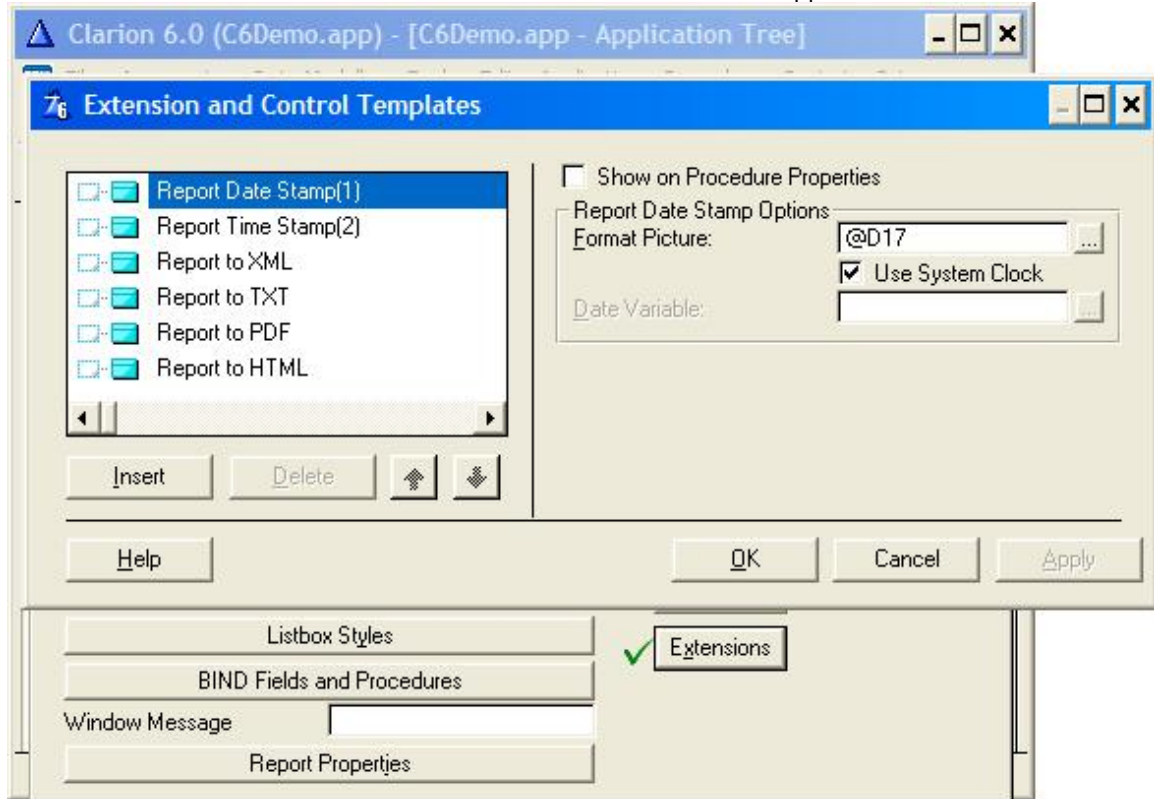 Clarion 6.0 (C6Demo.app) - [C6Demo.app - Application Tree]
Extension and Control Templates
Report Date Stamp(1)
Report Time Stamp(2)
Report to XML
Report to TXT
Report to PDF
Report to HTML
Show on Procedure Properties
Report Date Stamp Options
Format Picture: @D17 ...
Use System Clock
Date Variable: ...
Insert Delete
Help OK Cancel Apply
Listbox Styles
Extensions
BIND Fields and Procedures
Window Message
Report Properties